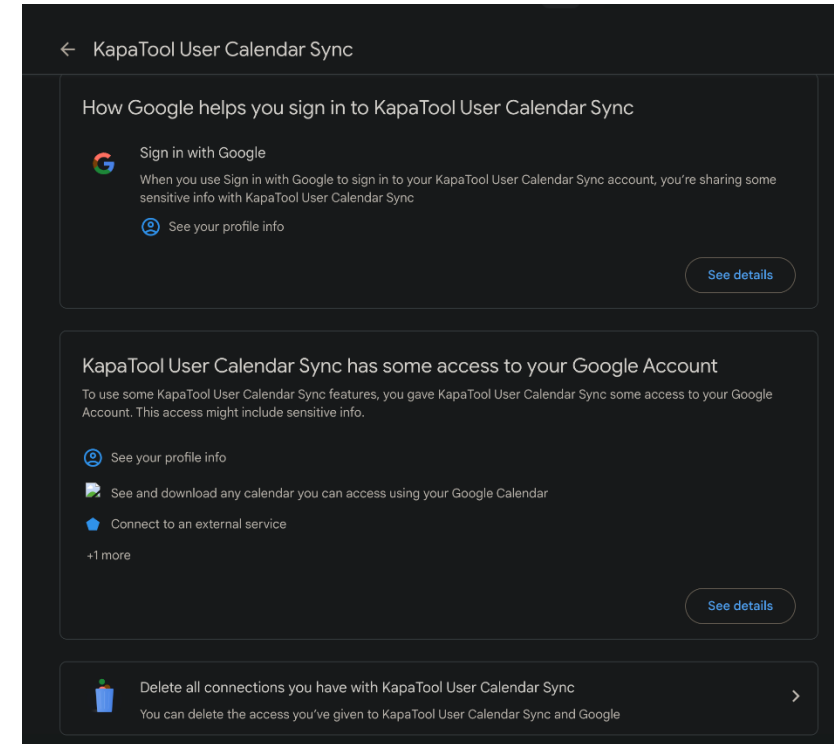 KapaTool User Calendar Sync
How Google helps you sign in to KapaTool User Calendar Sync
Sign in with Google
When you use Sign in with Google to sign in to your KapaTool User Calendar Sync account, you’re sharing some
sensitive info with KapaTool User Calendar Sync
See your profile info
See details
KapaTool User Calendar Sync has some access to your Google Account
To use some KapaTool User Calendar Sync features, you gave KapaTool User Calendar Sync some access to your Google
Account. This access might include sensitive info.
See your profile info
See and download any calendar you can access using your Google Calendar
Connect to an external service
+1 more
See details
Delete all connections you have with KapaTool User Calendar Sync
You can delete the access you’ve given to KapaTool User Calendar Sync and Google